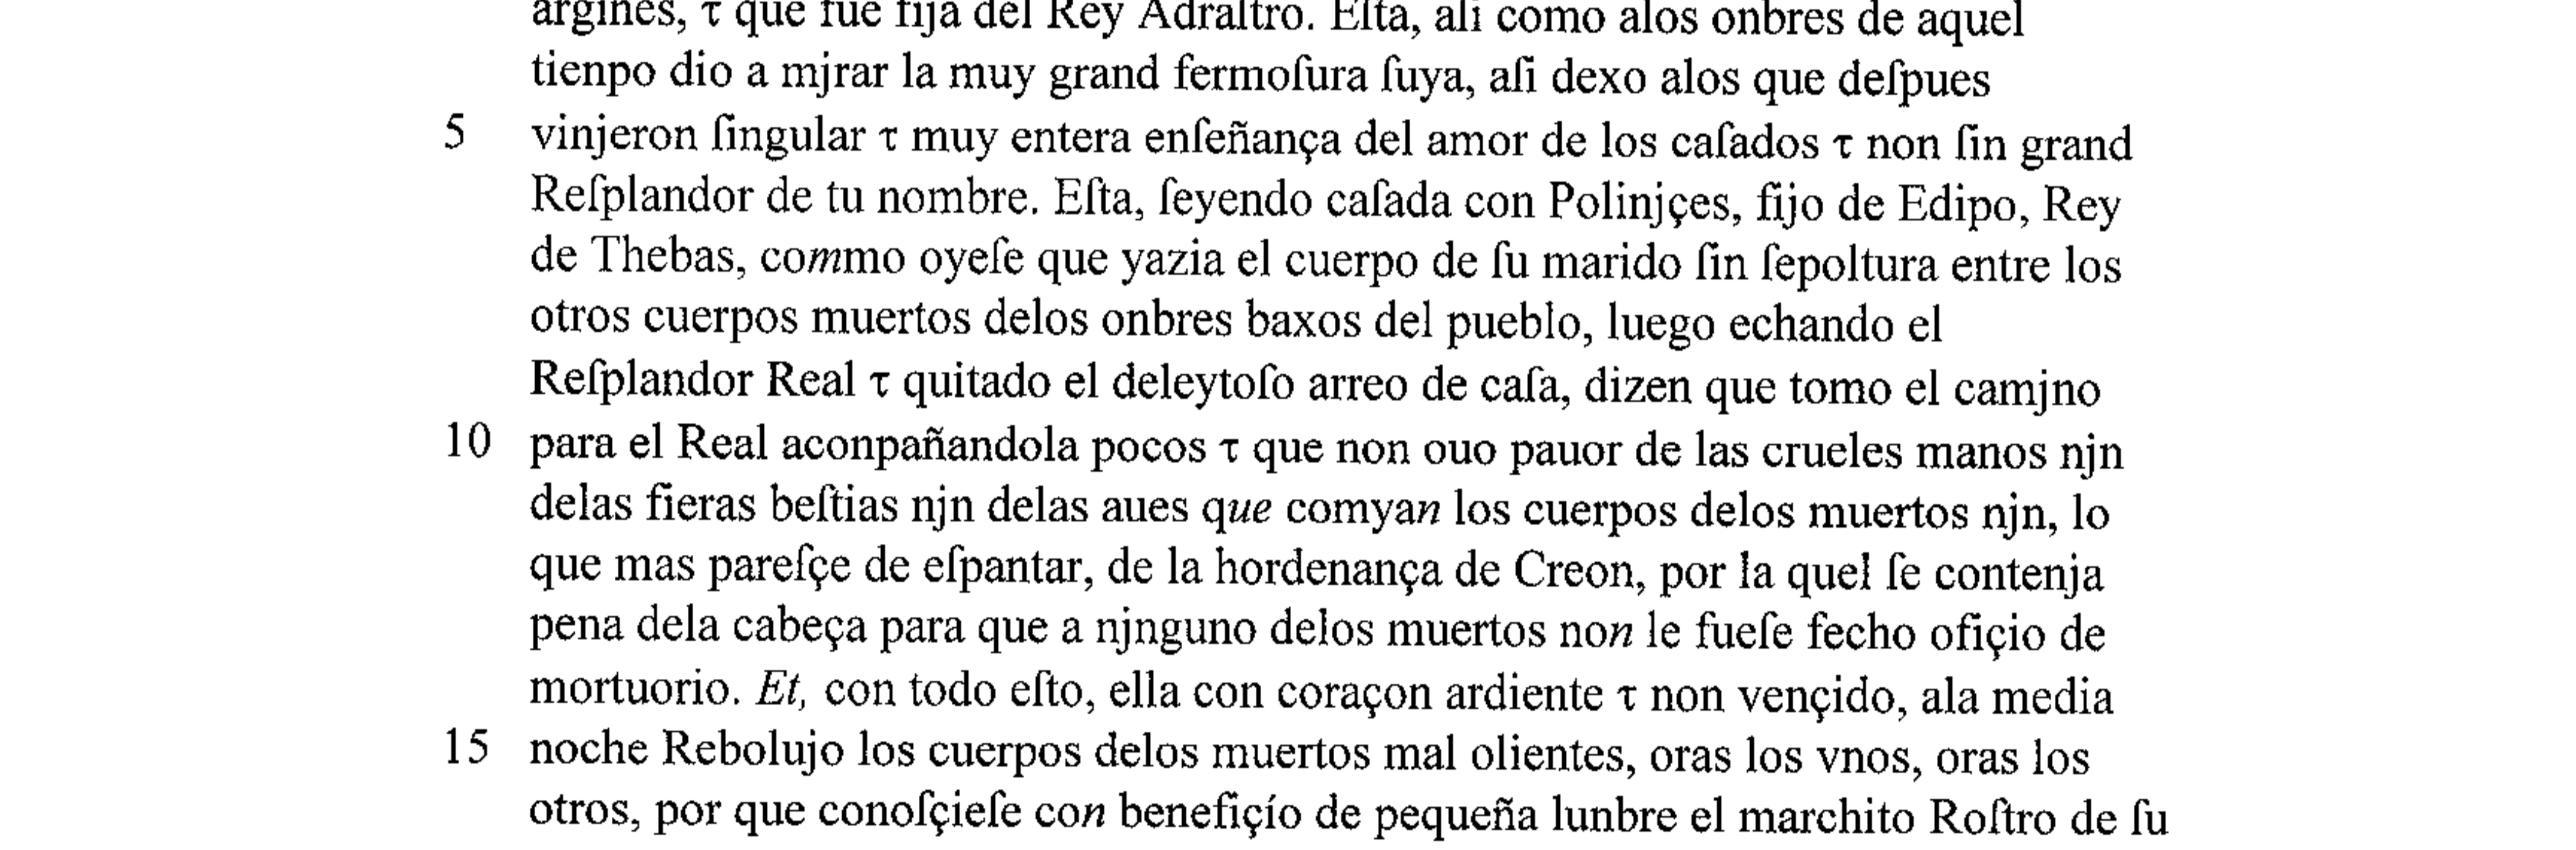 argines, τ que fue fija del Rey Adraſtro. Eſta, aſi como alos onbres de aquel
tienpo dio a mjrar la muy grand fermoſura ſuya, aſi dexo alos que deſpues
5 vinjeron ſingular τ muy entera enſeñança del amor de los caſados τ non ſin grand
Reſplandor de tu nombre. Eſta, ſeyendo caſada con Polinjçes, fijo de Edipo, Rey
de Thebas, commo oyeſe que yazia el cuerpo de ſu marido ſin ſepoltura entre los
otros cuerpos muertos delos onbres baxos del pueblo, luego echando el
Reſplandor Real τ quitado el deleytoſo arreo de caſa, dizen que tomo el camjno
10 para el Real aconpañandola pocos τ que non ouo pauor de las crueles manos njn
delas fieras beſtias njn delas aues que comyan los cuerpos delos muertos njn, lo
que mas pareſçe de eſpantar, de la hordenança de Creon, por la quel ſe contenja
pena dela cabeça para que a njnguno delos muertos non le fueſe fecho ofiçio de
mortuorio. Et, con todo eſto, ella con coraçon ardiente τ non vençido, ala media
15 noche Rebolujo los cuerpos delos muertos mal olientes, oras los vnos, oras los
otros, por que conoſçieſe con benefiçío de pequeña lunbre el marchito Roſtro de ſu